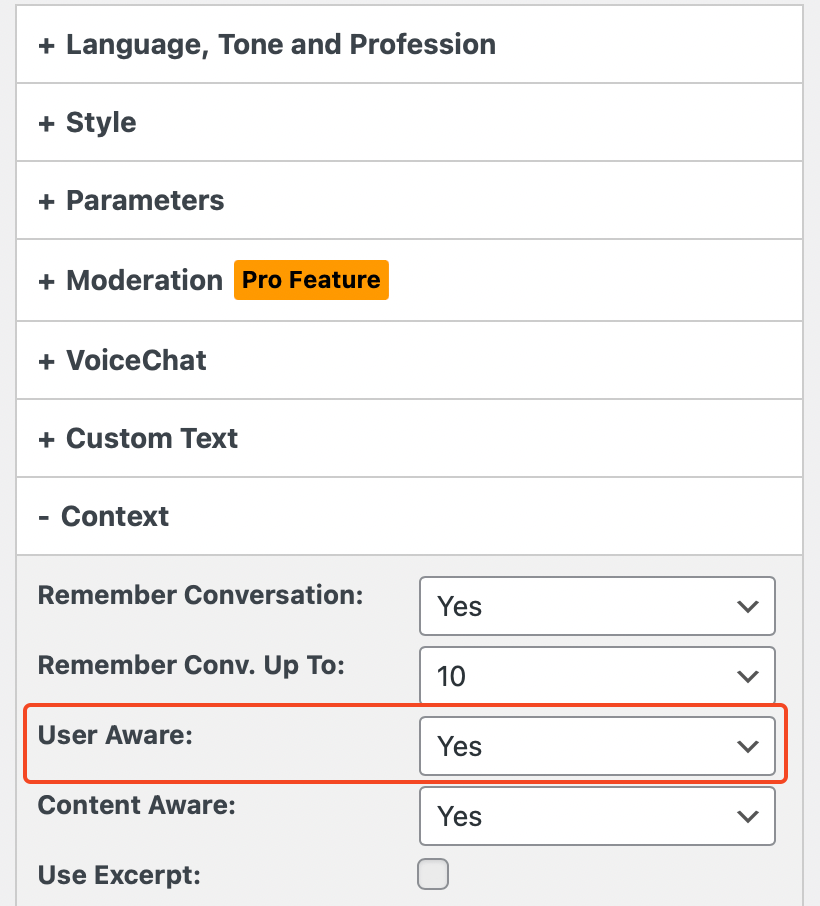 + Language, Tone and Profession
+ Style
+ Parameters
+ Moderation Pro Feature
+ VoiceChat
+ Custom Text
- Context
Remember Conversation: Yes
Remember Conv. Up To: 10
User Aware: Yes
Content Aware: Yes
Use Excerpt: